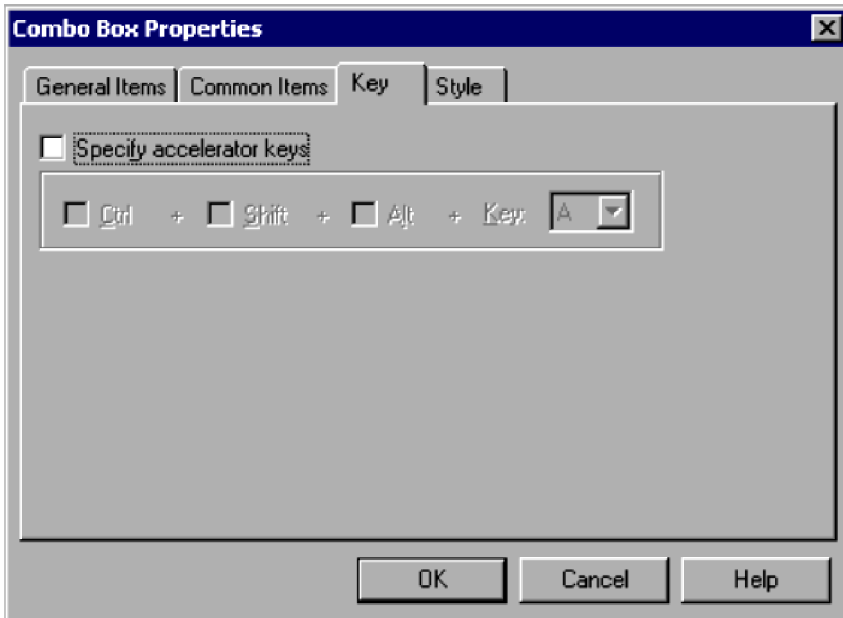 Combo Box Properties
General Items Common Items Key Style
Specify accelerator keys
Ctrl + Shift + Alt + Key: A
OK Cancel Help